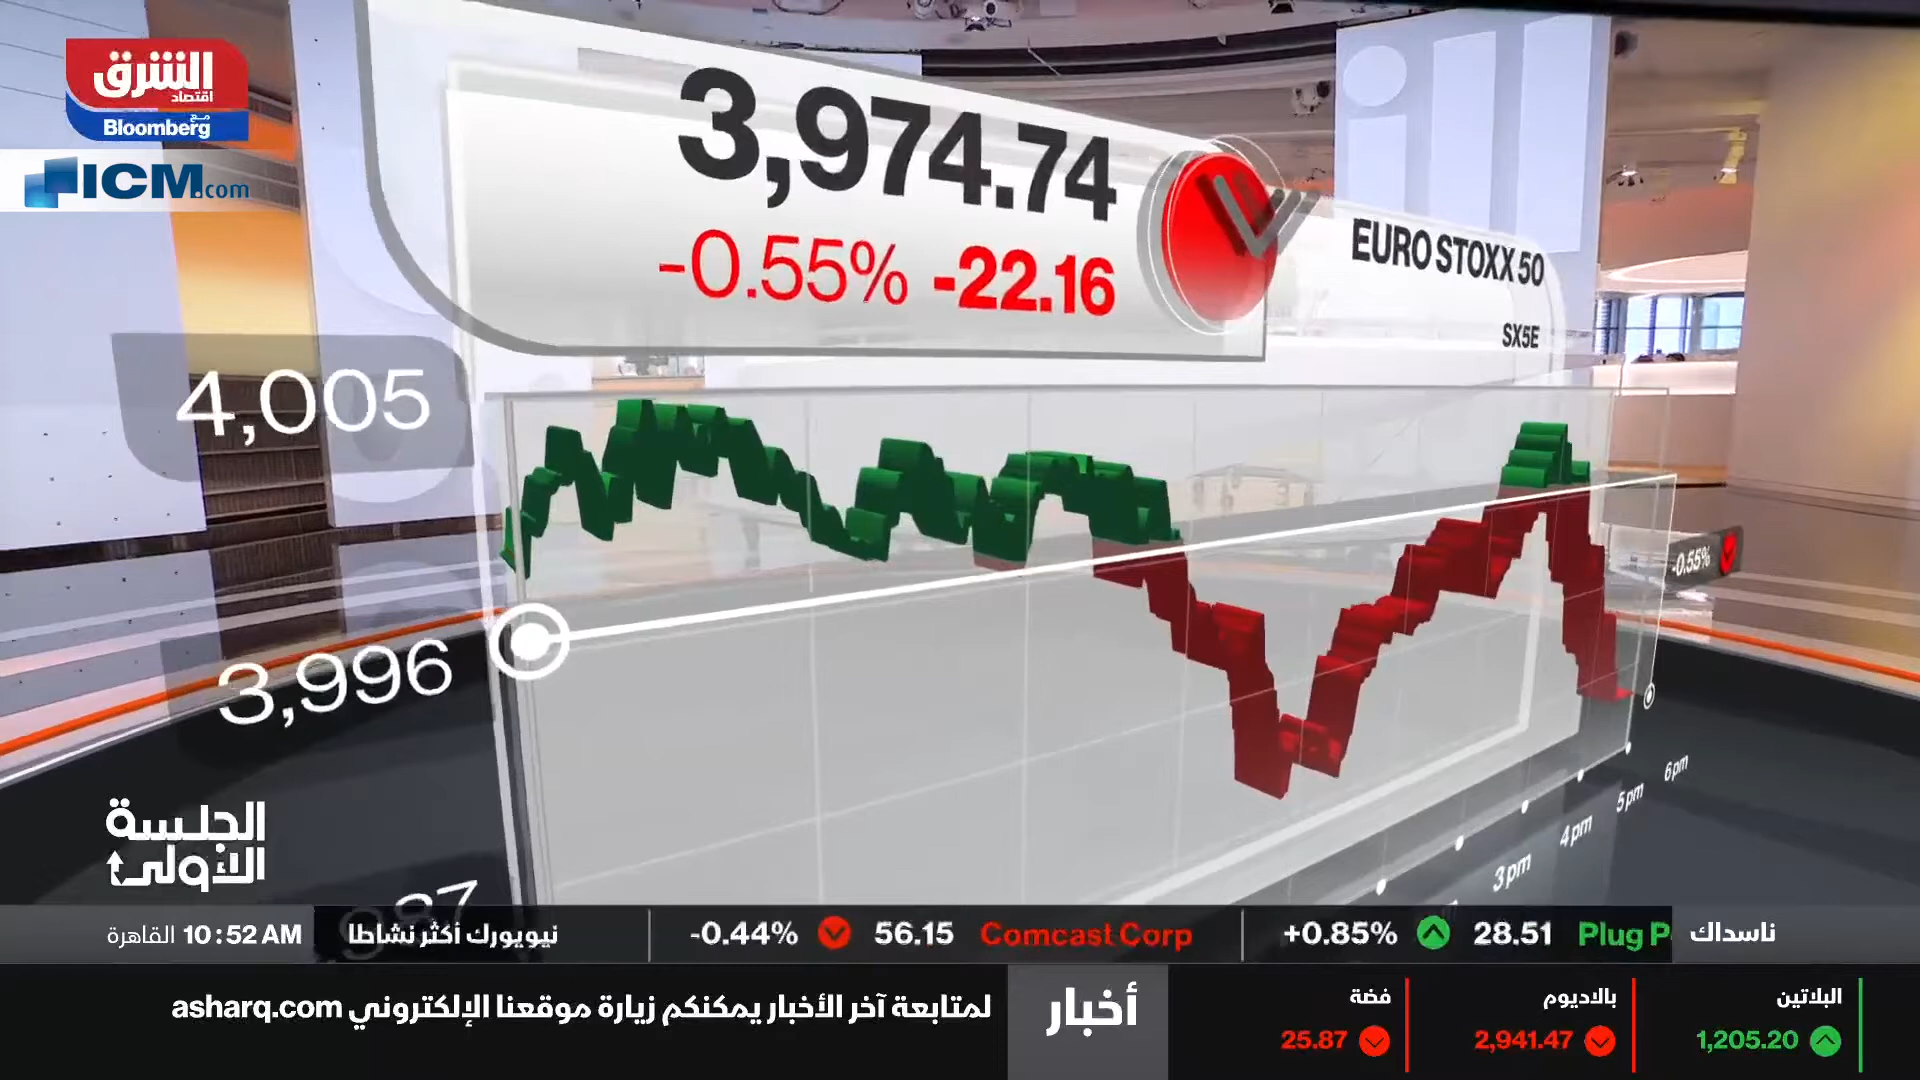 الشرق
اقتصاد
مع
Bloomberg
ICM.com
3,974.74
-0.55% -22.16
EURO STOXX 50
SX5E
4,005
3,996
-0.55%
6pm
5pm
4pm
3pm
الجلسة
الأولى
القاهرة 10:52 AM
نيويورك أكثر نشاطا
-0.44% 56.15 Comcast Corp
+0.85% 28.51 Plug P
ناسداك
لمتابعة آخر الأخبار يمكنكم زيارة موقعنا الإلكتروني asharq.com
أخبار
فضة
25.87
بالاديوم
2,941.47
البلاتين
1,205.20